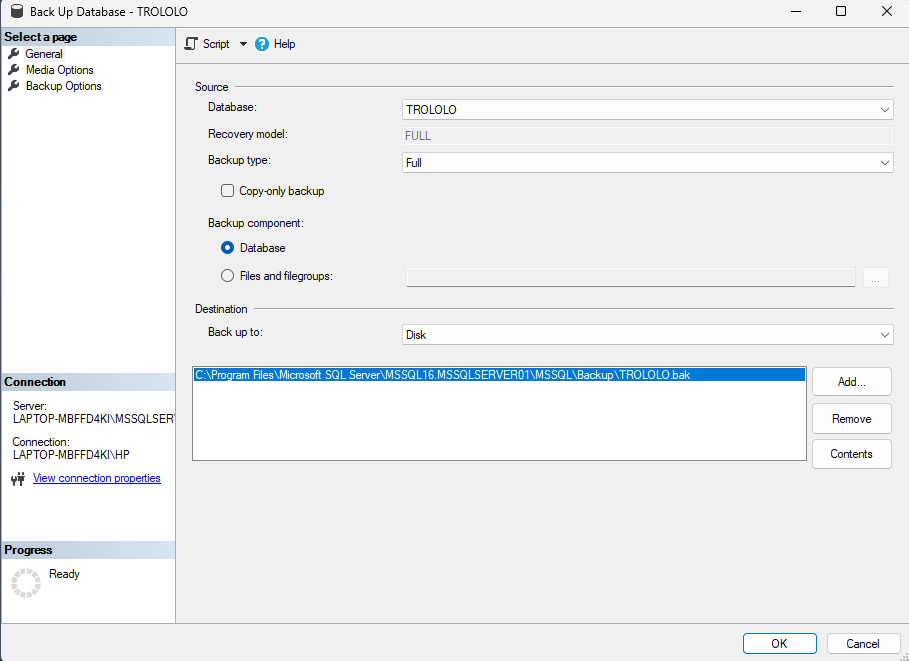 Back Up Database - TROLOLO
Select a page
General
Media Options
Backup Options
Script
Help
Source
Database:
TROLOLO
Recovery model:
FULL
Backup type:
Full
Copy-only backup
Backup component:
Database
Files and filegroups:
...
Destination
Back up to:
Disk
C:\Program Files\Microsoft SQL Server\MSSQL16.MSSQLSERVER01\MSSQL\Backup\TROLOLO.bak
Add...
Remove
Contents
Connection
Server:
LAPTOP-MBFFD4KI\MSSQLSER
Connection:
LAPTOP-MBFFD4KI\HP
View connection properties
Progress
Ready
OK
Cancel